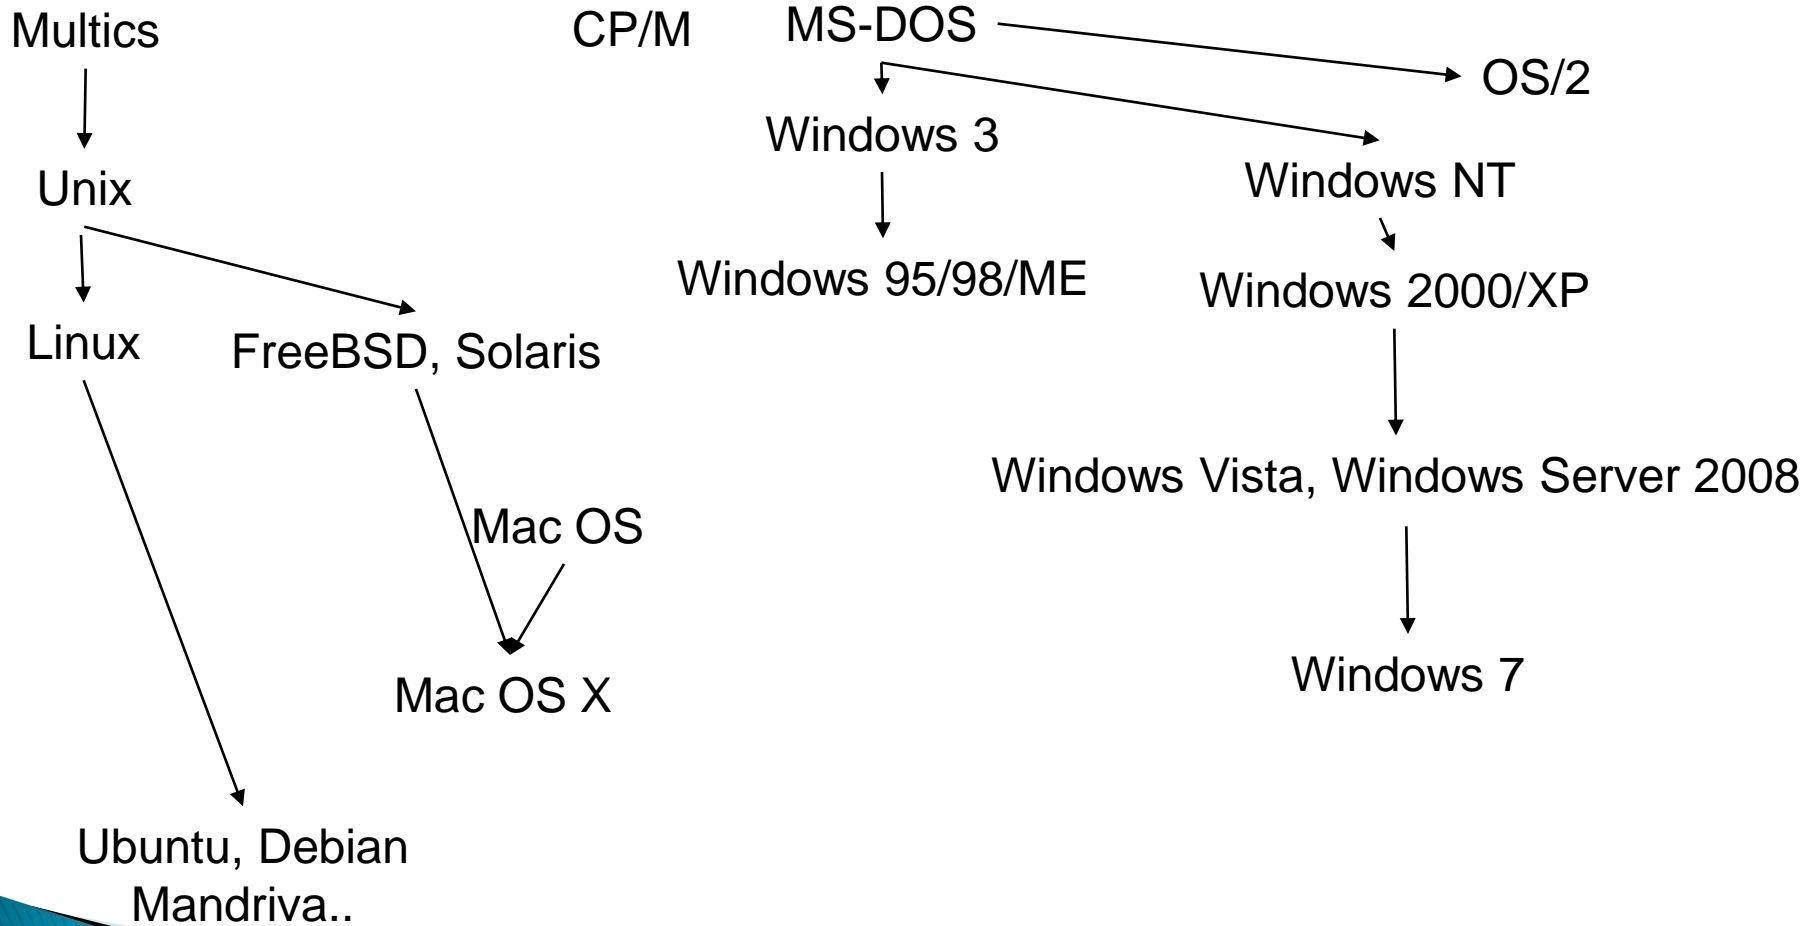 Multics
CP/M
MS-DOS
OS/2
Windows 3
Windows NT
Unix
Windows 95/98/ME
Windows 2000/XP
Linux
FreeBSD, Solaris
Windows Vista, Windows Server 2008
Mac OS
Windows 7
Mac OS X
Ubuntu, Debian
Mandriva..